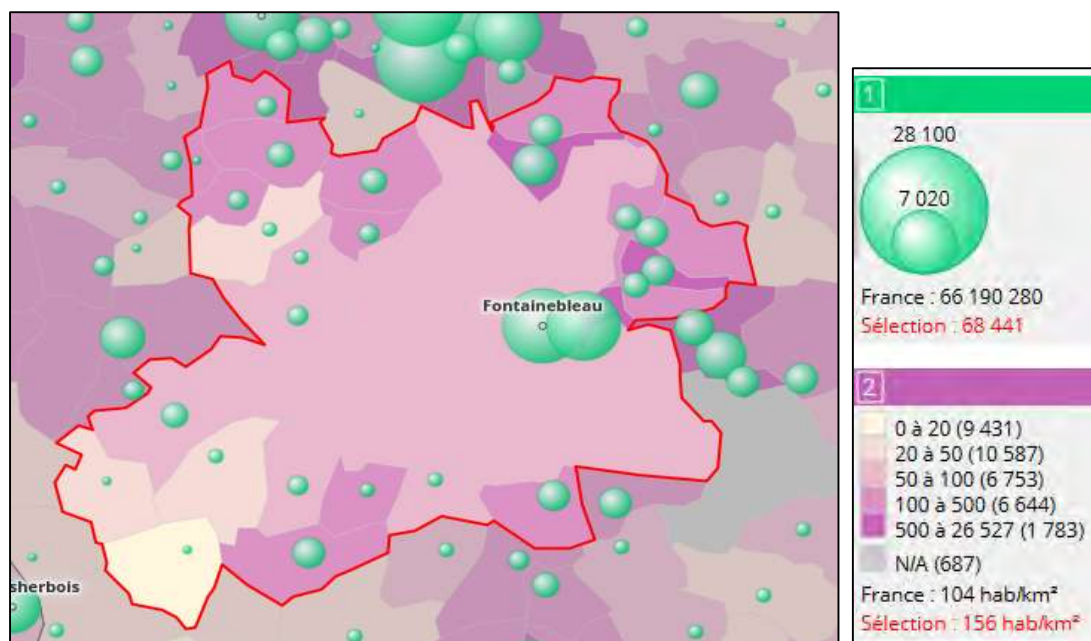 Fontainebleau
sherbois
1
28 100
7 020
France : 66 190 280
Sélection : 68 441
2
0 à 20 (9 431)
20 à 50 (10 587)
50 à 100 (6 753)
100 à 500 (6 644)
500 à 26 527 (1 783)
N/A (687)
France : 104 hab/km²
Sélection : 156 hab/km²